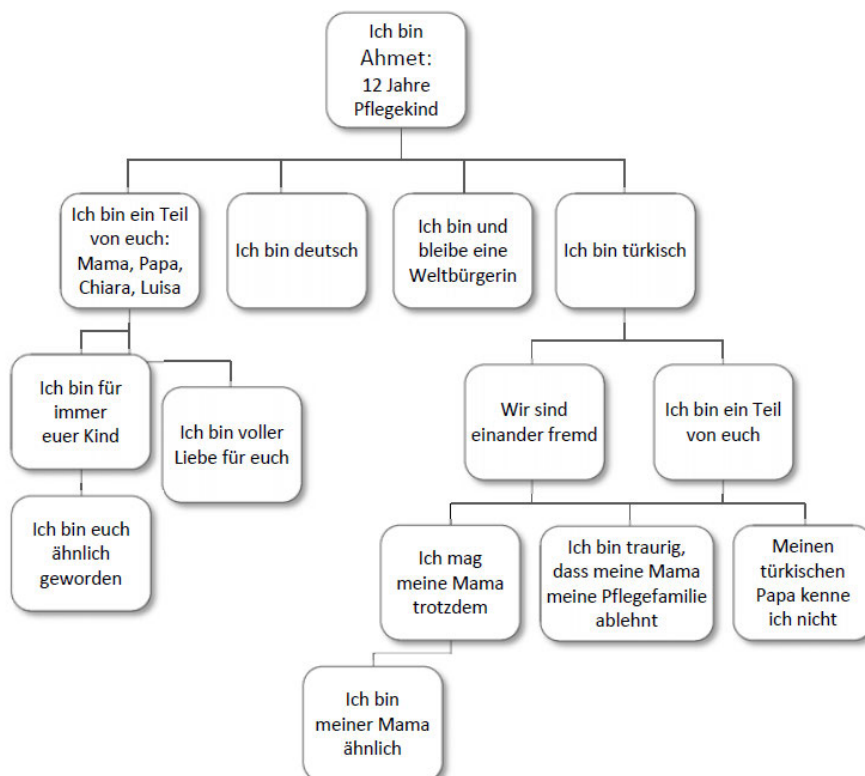 Ich bin
Ahmet:
12 Jahre
Pflegekind
Ich bin ein Teil
von euch:
Mama, Papa,
Chiara, Luisa
Ich bin deutsch
Ich bin und
bleibe eine
Weltbürgerin
Ich bin türkisch
Ich bin für
immer
euer Kind
Ich bin voller
Liebe für euch
Wir sind
einander fremd
Ich bin ein Teil
von euch
Ich bin euch
ähnlich
geworden
Ich mag
meine Mama
trotzdem
Ich bin traurig,
dass meine Mama
meine Pflegefamilie
ablehnt
Meinen
türkischen
Papa kenne
ich nicht
Ich bin
meiner Mama
ähnlich